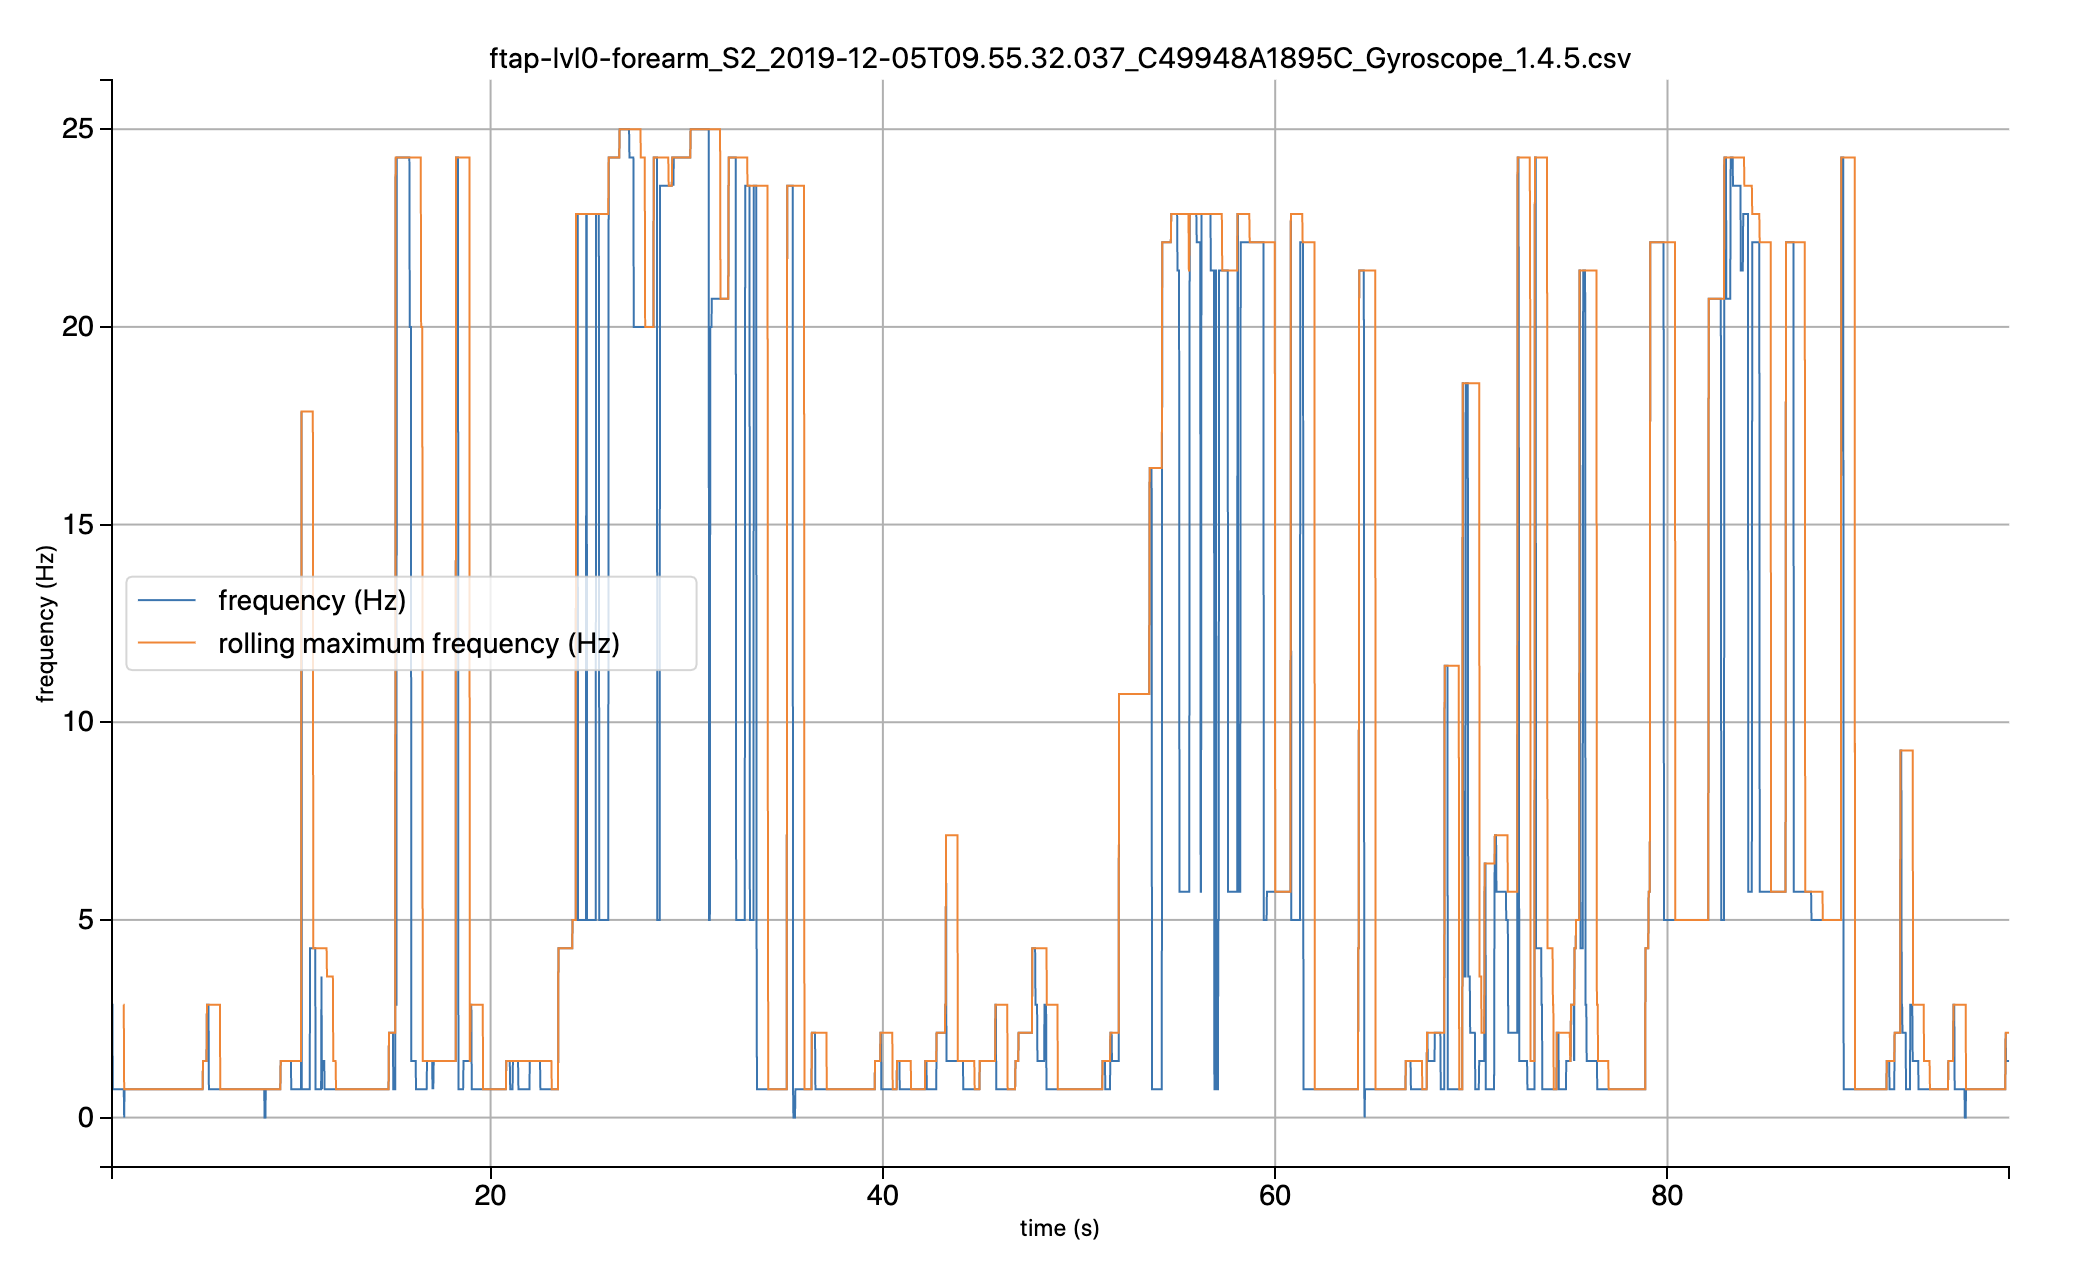 ftap-lvl0-forearm_S2_2019-12-05T09.55.32.037_C49948A1895C_Gyroscope_1.4.5.csv
25
20
15
10
5
0
frequency (Hz)
frequency (Hz)
rolling maximum frequency (Hz)
20
40
60
80
time (s)